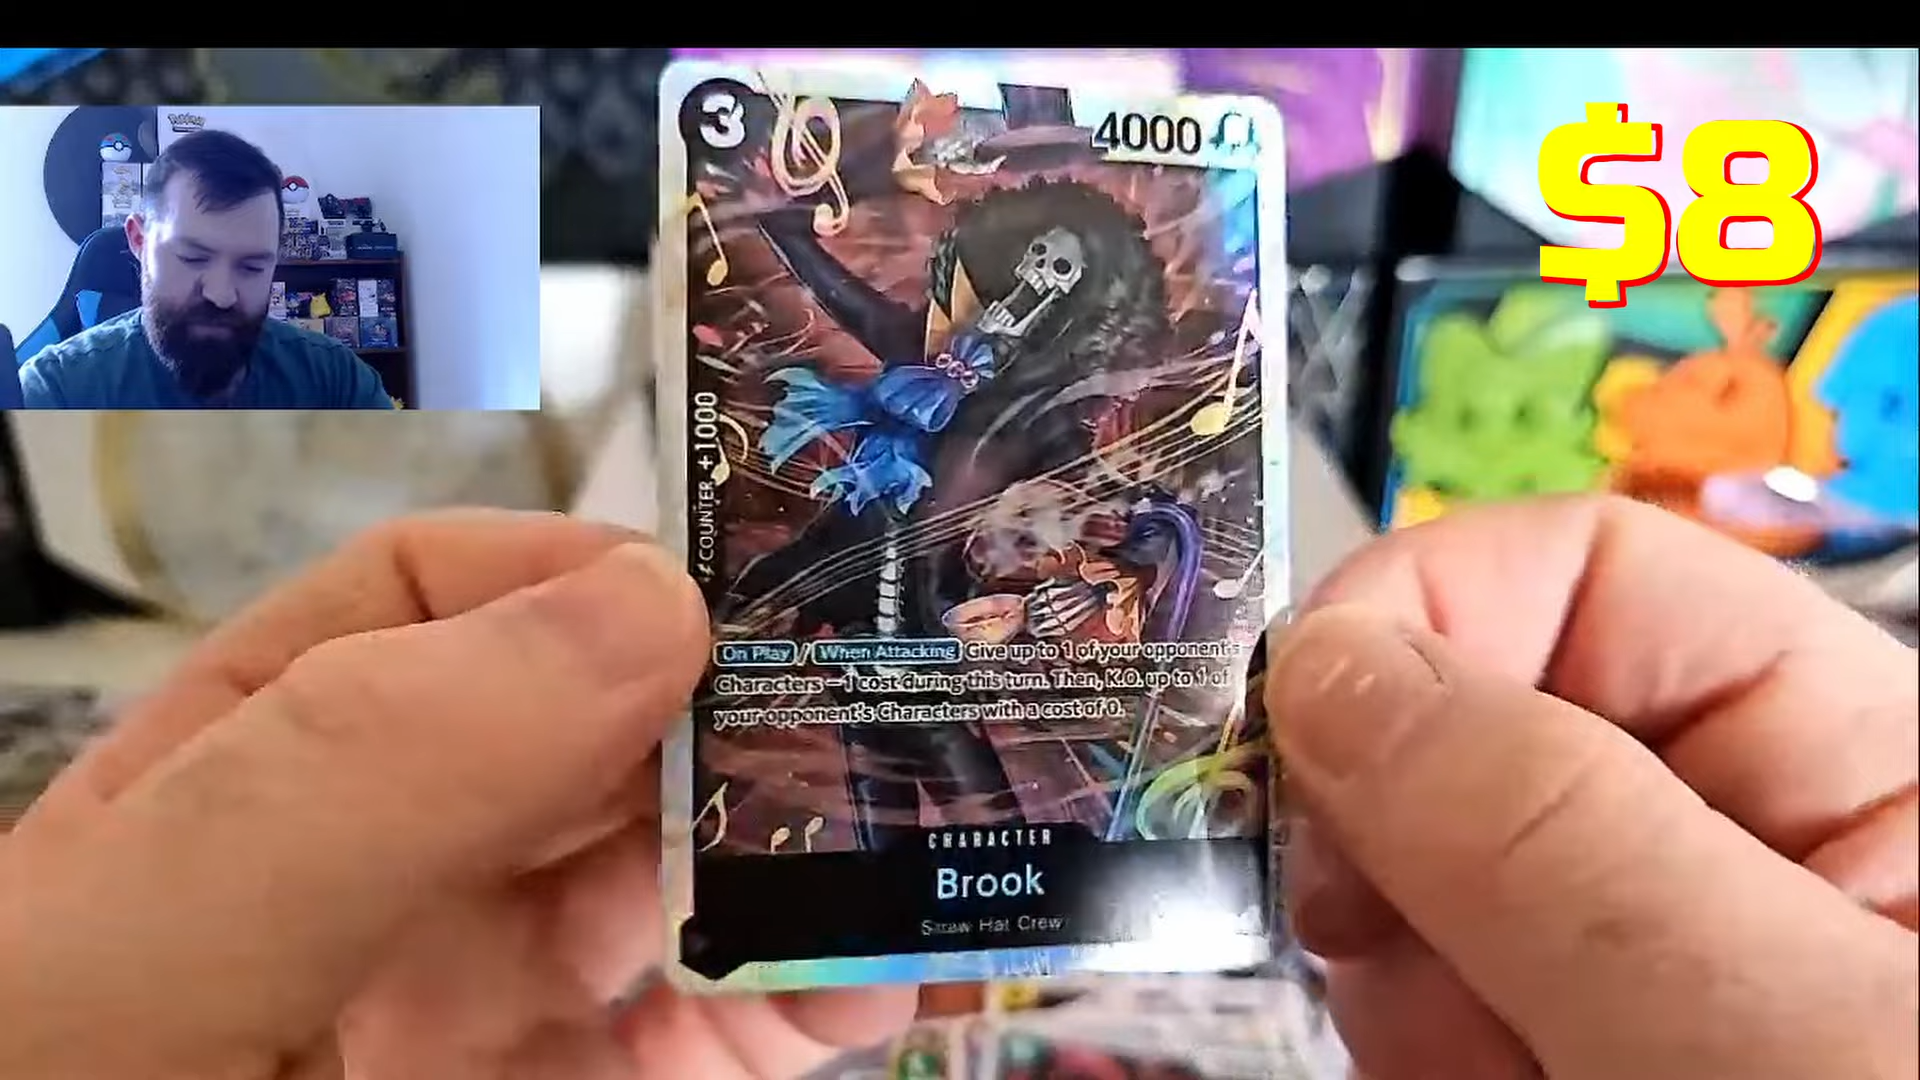 Pokémon
3
4000
$8
COUNTER +1000
On Play / When Attacking Give up to 1 of your opponent's
Characters −1 cost during this turn. Then, K.O. up to 1 of
your opponent's Characters with a cost of 0.
CHARACTER
Brook
Straw Hat Crew